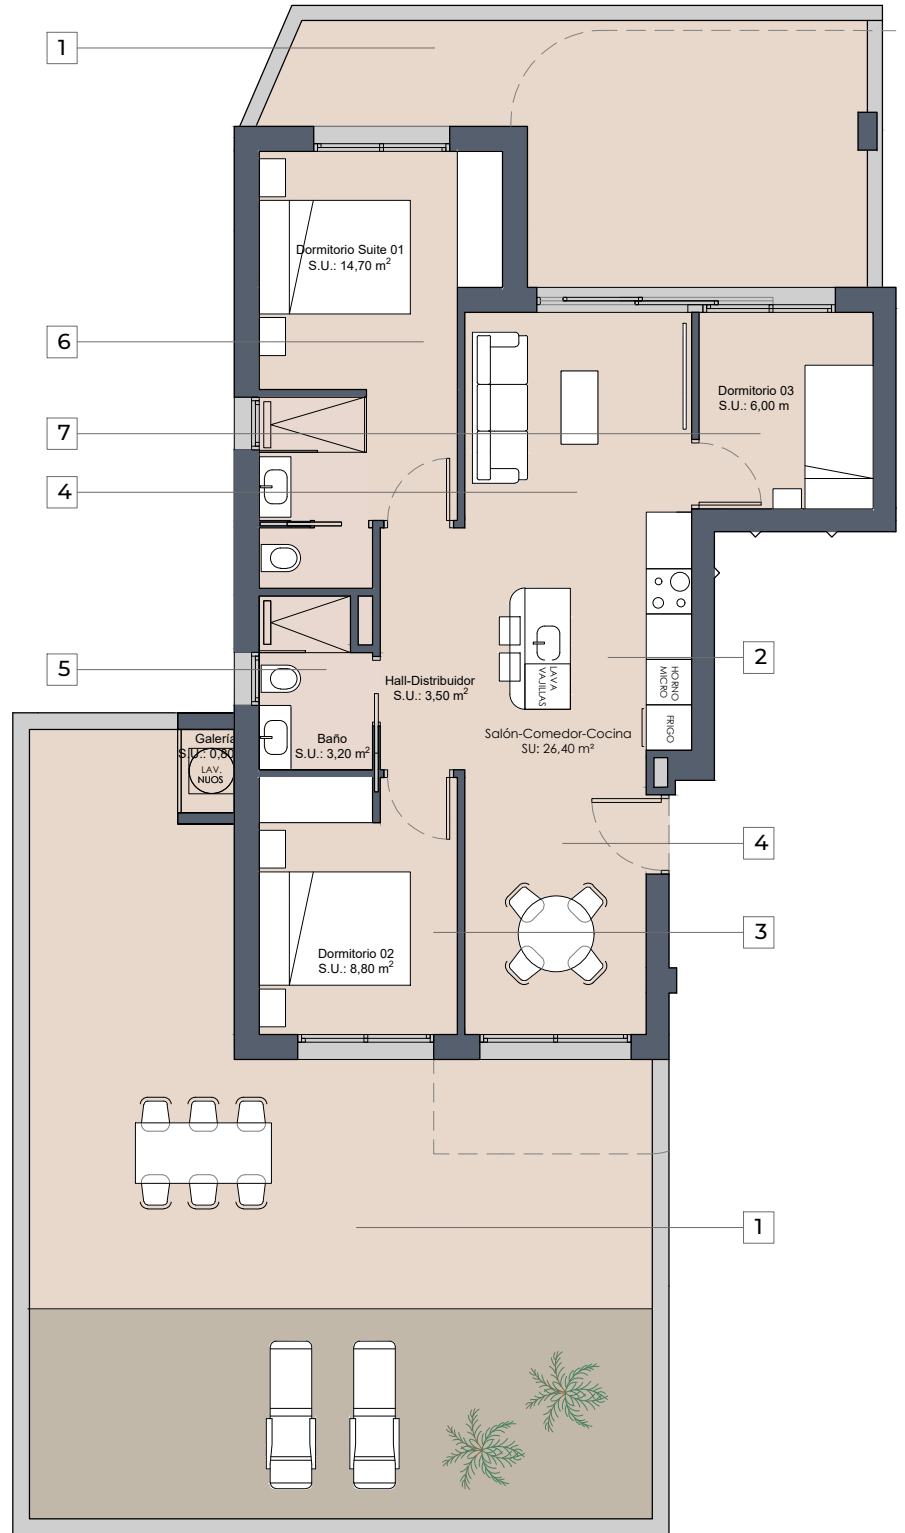 1
Dormitorio Suite 01
S.U.: 14,70 m²
6
Dormitorio 03
S.U.: 6,00 m
7
4
2
5
Hall-Distribuidor
S.U.: 3,50 m²
LAVA
VAJILLAS
HORNO
MICRO
FRIGO
Salón-Comedor-Cocina
SU: 26,40 m²
Galería
S.U.: 0,80
LAV.
NUOS
Baño
S.U.: 3,20 m²
4
3
Dormitorio 02
S.U.: 8,80 m²
1